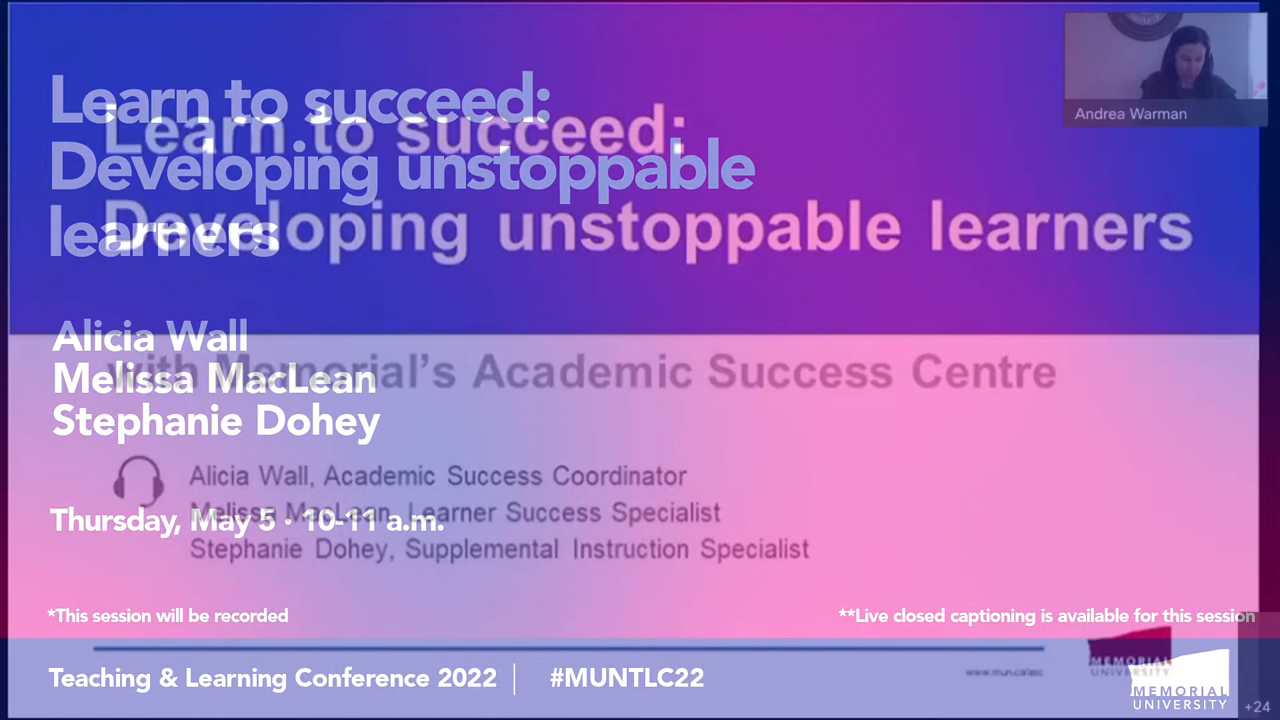 Andrea Warman
Learn to succeed:
Developing unstoppable
learners
Learn to succeed:
Developing unstoppable learners
Alicia Wall
Melissa MacLean
Stephanie Dohey
with Memorial's Academic Success Centre
Alicia Wall, Academic Success Coordinator
Melissa MacLean, Learner Success Specialist
Stephanie Dohey, Supplemental Instruction Specialist
Thursday, May 5 · 10-11 a.m.
*This session will be recorded
**Live closed captioning is available for this session
Teaching & Learning Conference 2022 | #MUNTLC22
www.mun.ca/asc
MEMORIAL
UNIVERSITY
MEMORIAL
UNIVERSITY
+24